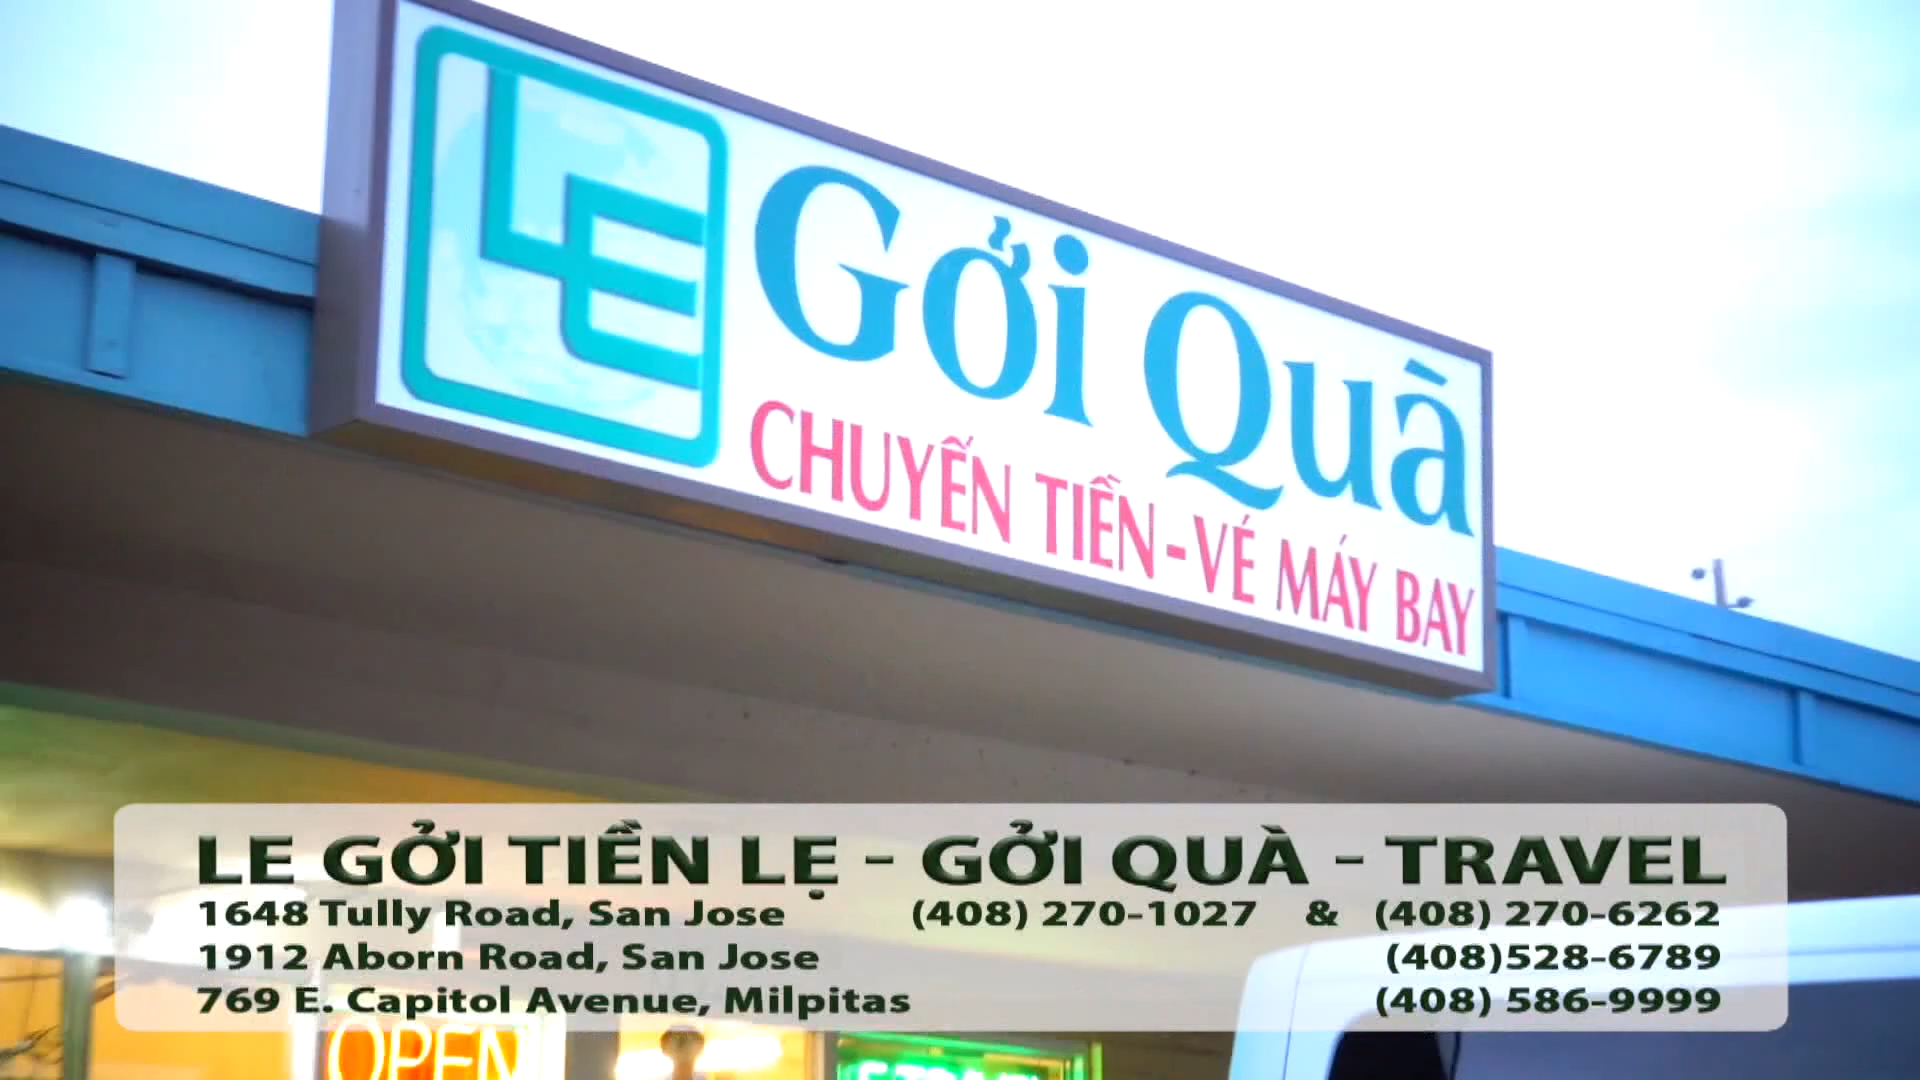 LE
Gởi Quà
CHUYỂN TIỀN-VÉ MÁY BAY
LE GỞI TIỀN LẸ - GỞI QUÀ - TRAVEL
1648 Tully Road, San Jose (408) 270-1027 & (408) 270-6262
1912 Aborn Road, San Jose (408)528-6789
769 E. Capitol Avenue, Milpitas (408) 586-9999
OPEN